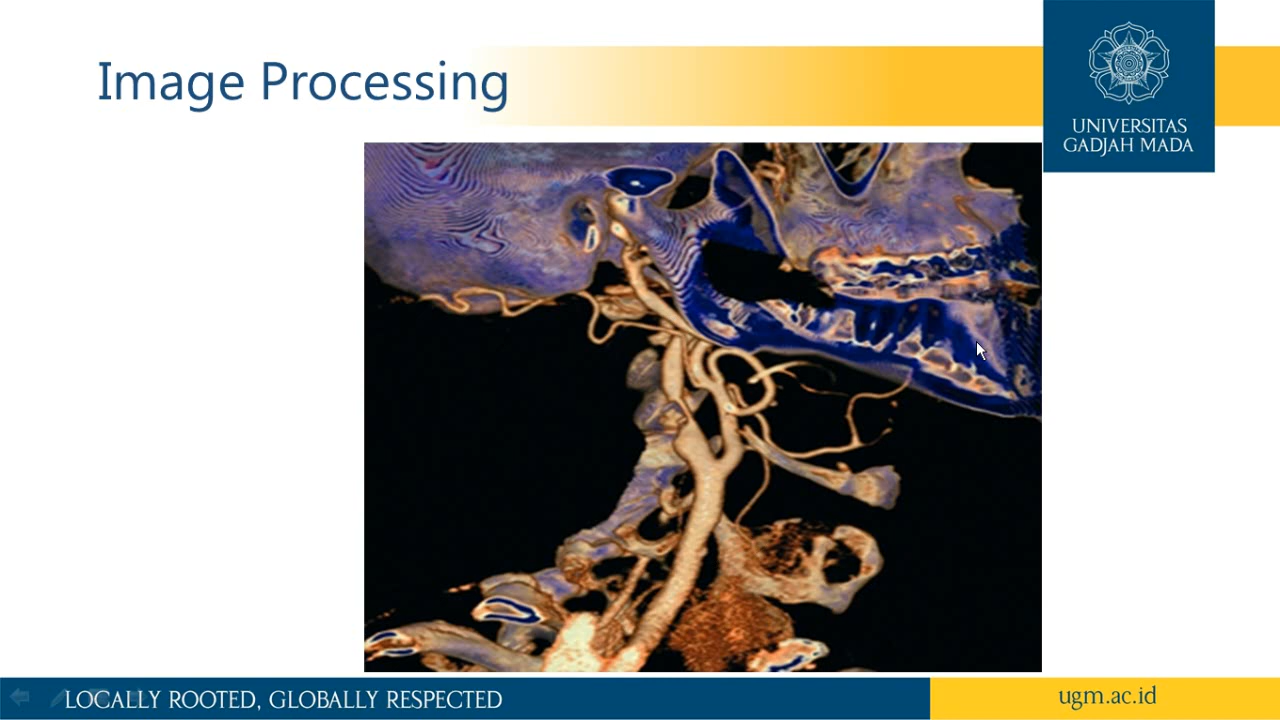 Image Processing
UNIVERSITAS
GADJAH MADA
LOCALLY ROOTED, GLOBALLY RESPECTED
ugm.ac.id